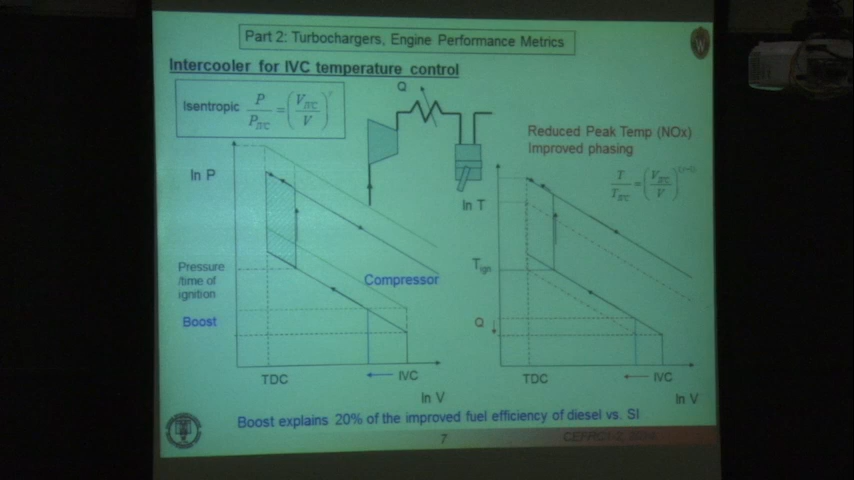 Part 2: Turbochargers, Engine Performance Metrics
W
Intercooler for IVC temperature control
Q
Isentropic P/P_IVC = (V_IVC/V)^γ
Reduced Peak Temp (NOx)
Improved phasing
T/T_IVC = (V_IVC/V)^(γ-1)
ln P
ln T
Pressure
/time of
ignition
Compressor
T_ign
Boost
Q
TDC
IVC
TDC
IVC
ln V
ln V
Boost explains 20% of the improved fuel efficiency of diesel vs. SI
7